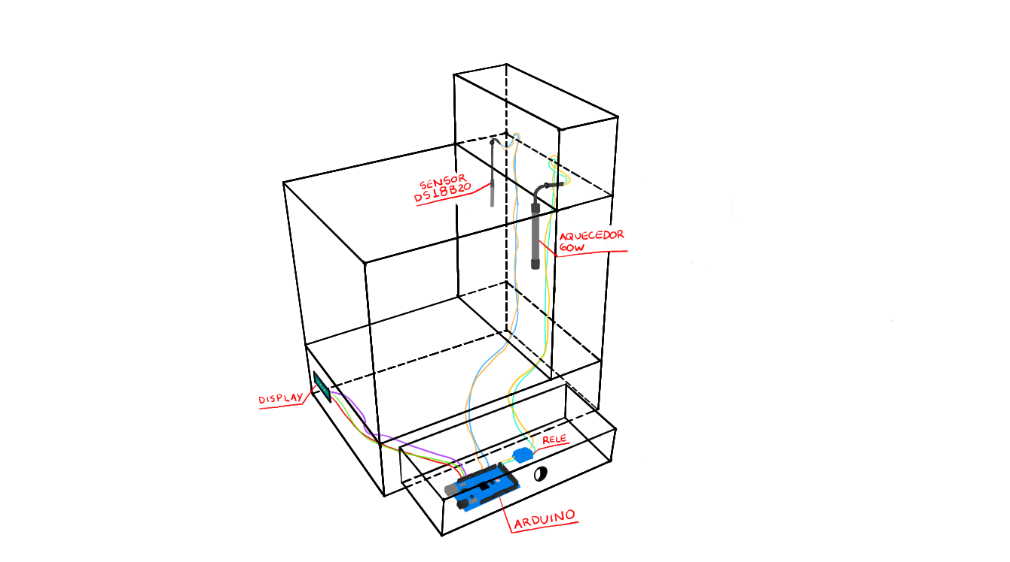 SENSOR
DS18B20
AQUECEDOR
60W
DISPLAY
RELE
ARDUINO